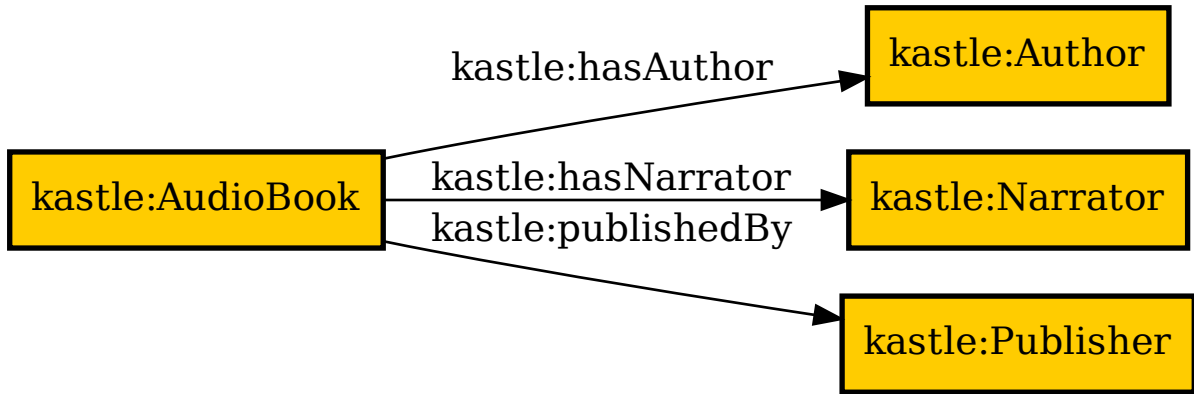 kastle:hasAuthor
kastle:Author
kastle:AudioBook
kastle:hasNarrator
kastle:Narrator
kastle:publishedBy
kastle:Publisher